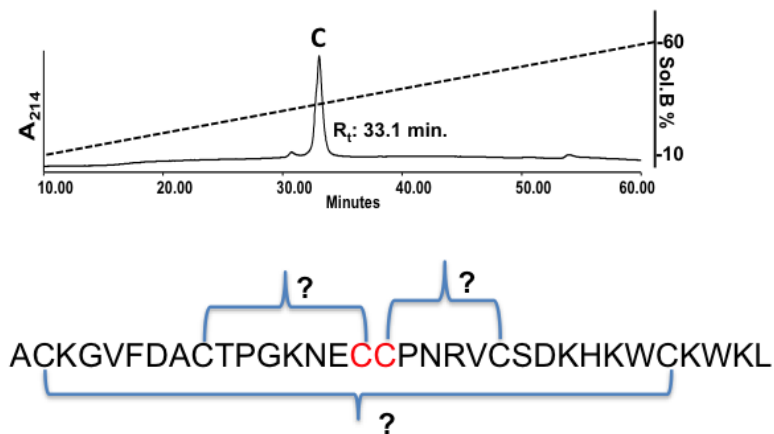 C
-60
A214
Sol.B %
Rt: 33.1 min.
-10
10.00 20.00 30.00 40.00 50.00 60.00
Minutes
? ?
ACKGVFDACTPGKNECCPNRVCSDKHKWCKWKL
?